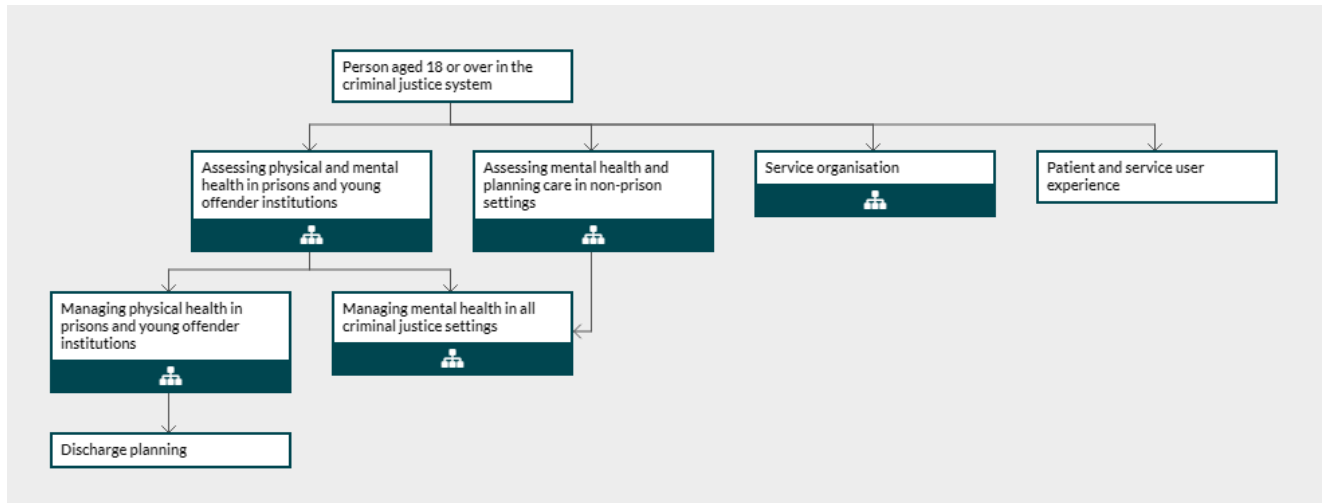 Person aged 18 or over in the
criminal justice system
Assessing physical and mental
health in prisons and young
offender institutions
Assessing mental health and
planning care in non-prison
settings
Service organisation
Patient and service user
experience
Managing physical health in
prisons and young offender
institutions
Managing mental health in all
criminal justice settings
Discharge planning